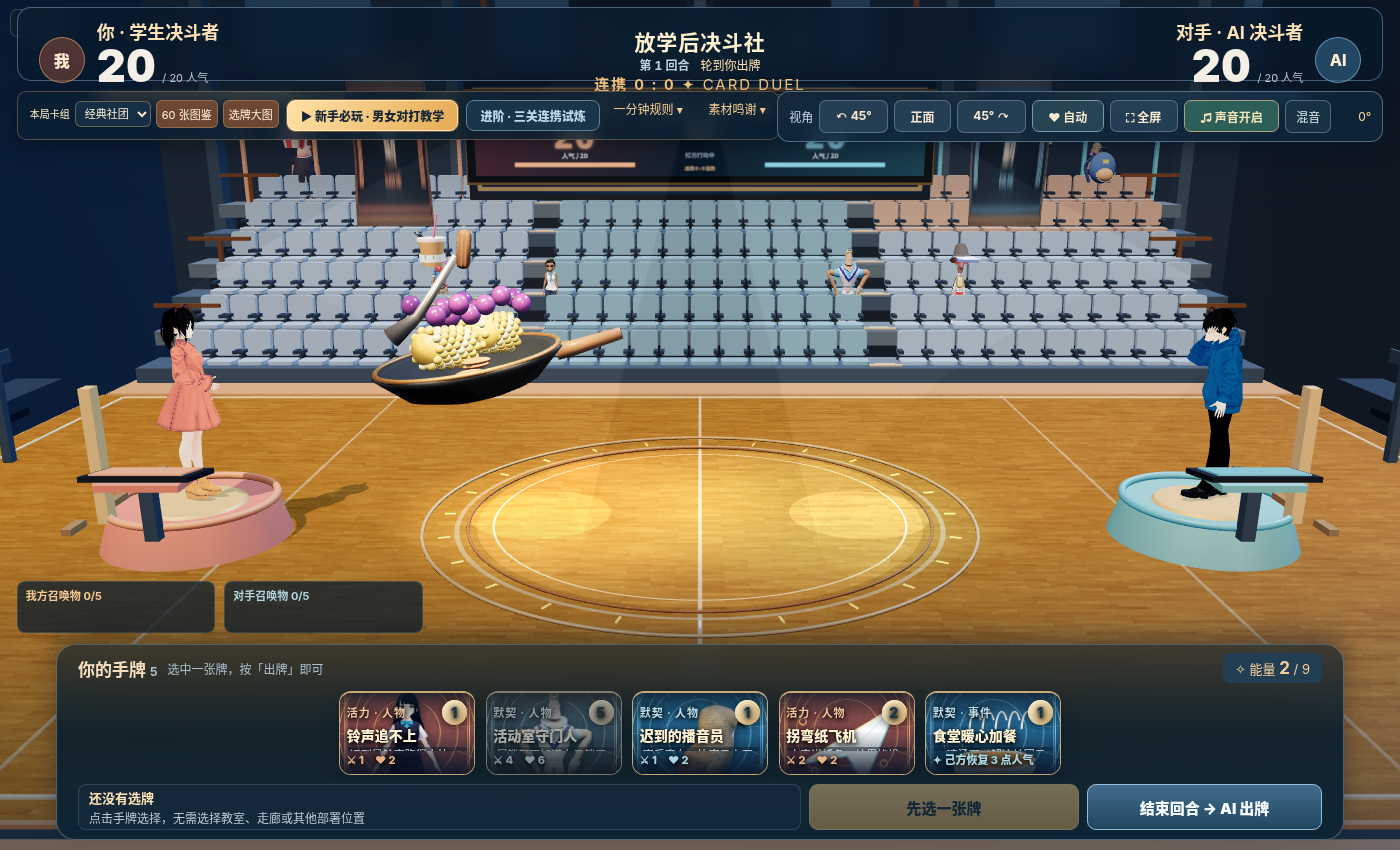 我
你 · 学生决斗者
20 / 20 人气
放学后决斗社
第 1 回合 轮到你出牌
连携 0 : 0 ✦ CARD DUEL
对手 · AI 决斗者
20 / 20 人气
AI
本局卡组 经典社团 60 张图鉴 选牌大图 ▶ 新手必玩 · 男女对打教学 进阶 · 三关连携试炼 一分钟规则 ▾ 素材鸣谢 ▾
视角 ↶ 45° 正面 45° ↷ ♥ 自动 ⛶ 全屏 ♫ 声音开启 混音 0°
20 20
人气 / 20 人气 / 20
我方召唤物 0/5
对手召唤物 0/5
你的手牌 5 选中一张牌，按「出牌」即可
✧ 能量 2 / 9
活力 · 人物 1
铃声追不上
⚔ 1 ♥ 2
默契 · 人物 5
活动室守门人
⚔ 4 ♥ 6
默契 · 人物 1
迟到的播音员
⚔ 1 ♥ 2
活力 · 人物 2
拐弯纸飞机
⚔ 2 ♥ 2
默契 · 事件 1
食堂暖心加餐
✦ 己方恢复 3 点人气
还没有选牌
点击手牌选择，无需选择教室、走廊或其他部署位置
先选一张牌
结束回合 → AI 出牌